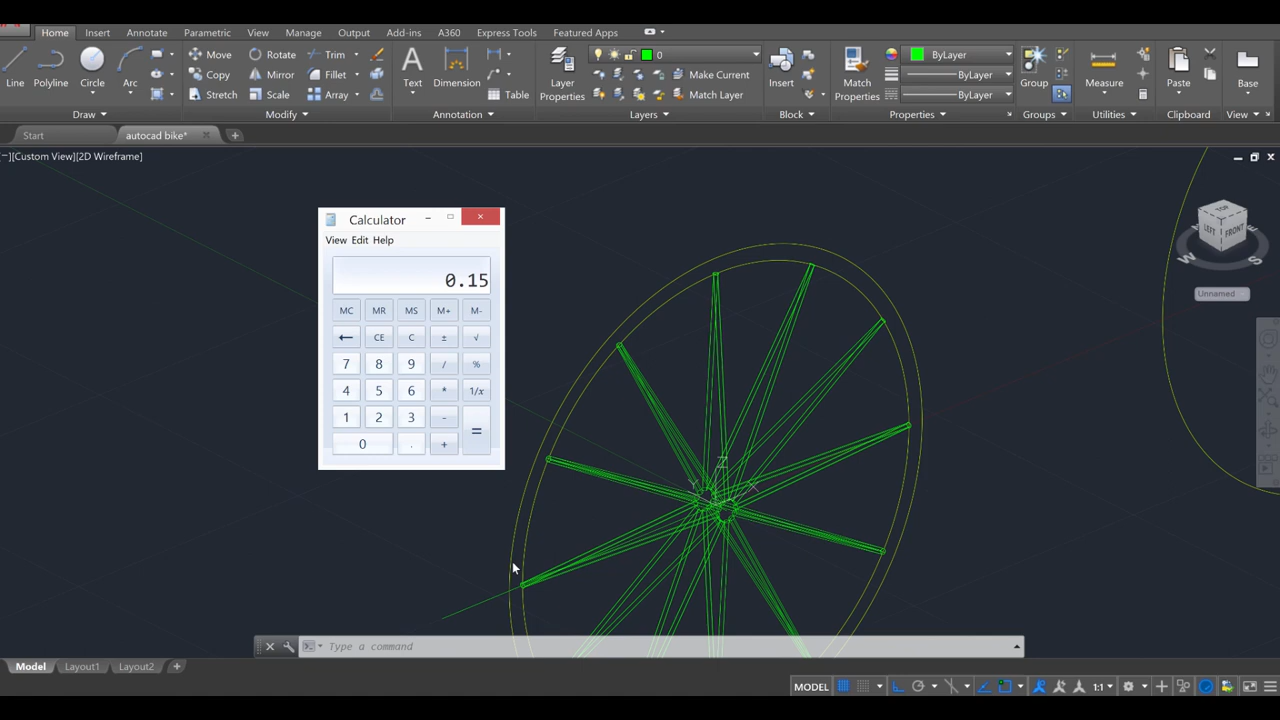 Home Insert Annotate Parametric View Manage Output Add-ins A360 Express Tools Featured Apps
Line Polyline Circle Arc
Move Rotate Trim
Copy Mirror Fillet
Stretch Scale Array
Text Dimension
Table
Layer Properties
0
Make Current
Match Layer
Insert
Match Properties
ByLayer
ByLayer
ByLayer
Group
Measure
Paste
Base
Draw Modify Annotation Layers Block Properties Groups Utilities Clipboard View
Start autocad bike*
[Custom View][2D Wireframe]
TOP
LEFT FRONT
W S
Unnamed
Calculator
View Edit Help
0.15
MC MR MS M+ M-
← CE C ± √
7 8 9 / %
4 5 6 * 1/x
1 2 3 - =
0 . +
Z
Y X
Type a command
Model Layout1 Layout2 +
MODEL 1:1